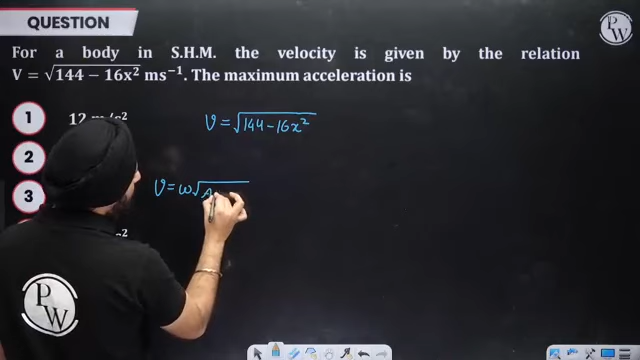 QUESTION
For a body in S.H.M. the velocity is given by the relation
V = √144 − 16x² ms⁻¹. The maximum acceleration is
1
V = √144 − 16x²
2
3
V = ω√A
P
W
P
W